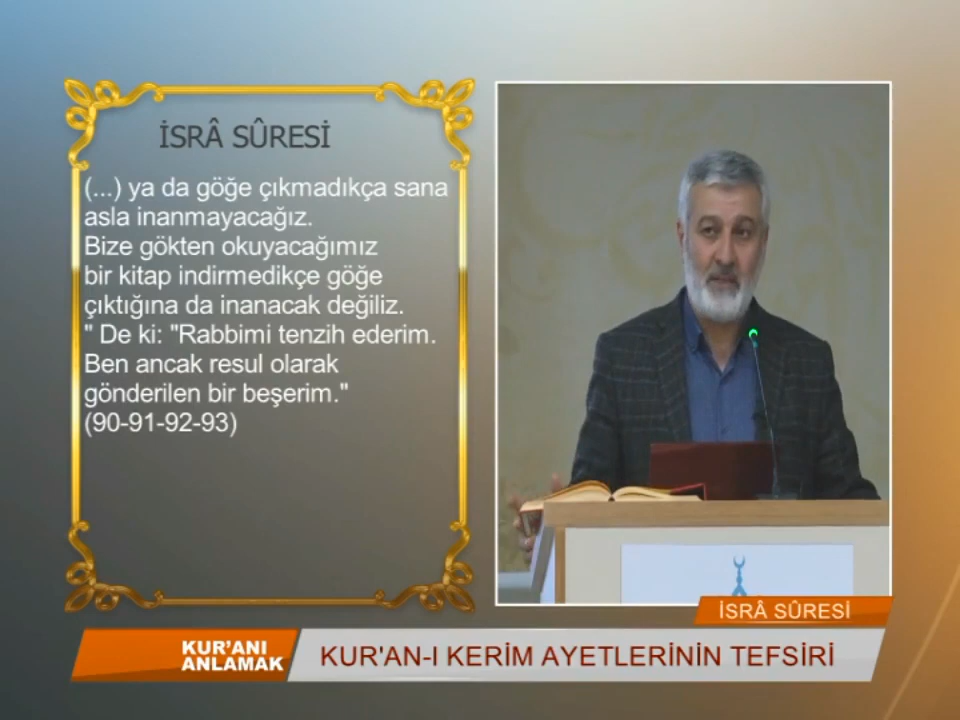 İSRÂ SÛRESİ
(...) ya da göğe çıkmadıkça sana
asla inanmayacağız.
Bize gökten okuyacağımız
bir kitap indirmedikçe göğe
çıktığına da inanacak değiliz.
" De ki: "Rabbimi tenzih ederim.
Ben ancak resul olarak
gönderilen bir beşerim."
(90-91-92-93)
İSRÂ SÛRESİ
KUR'ANI
ANLAMAK
KUR'AN-I KERİM AYETLERİNİN TEFSİRİ